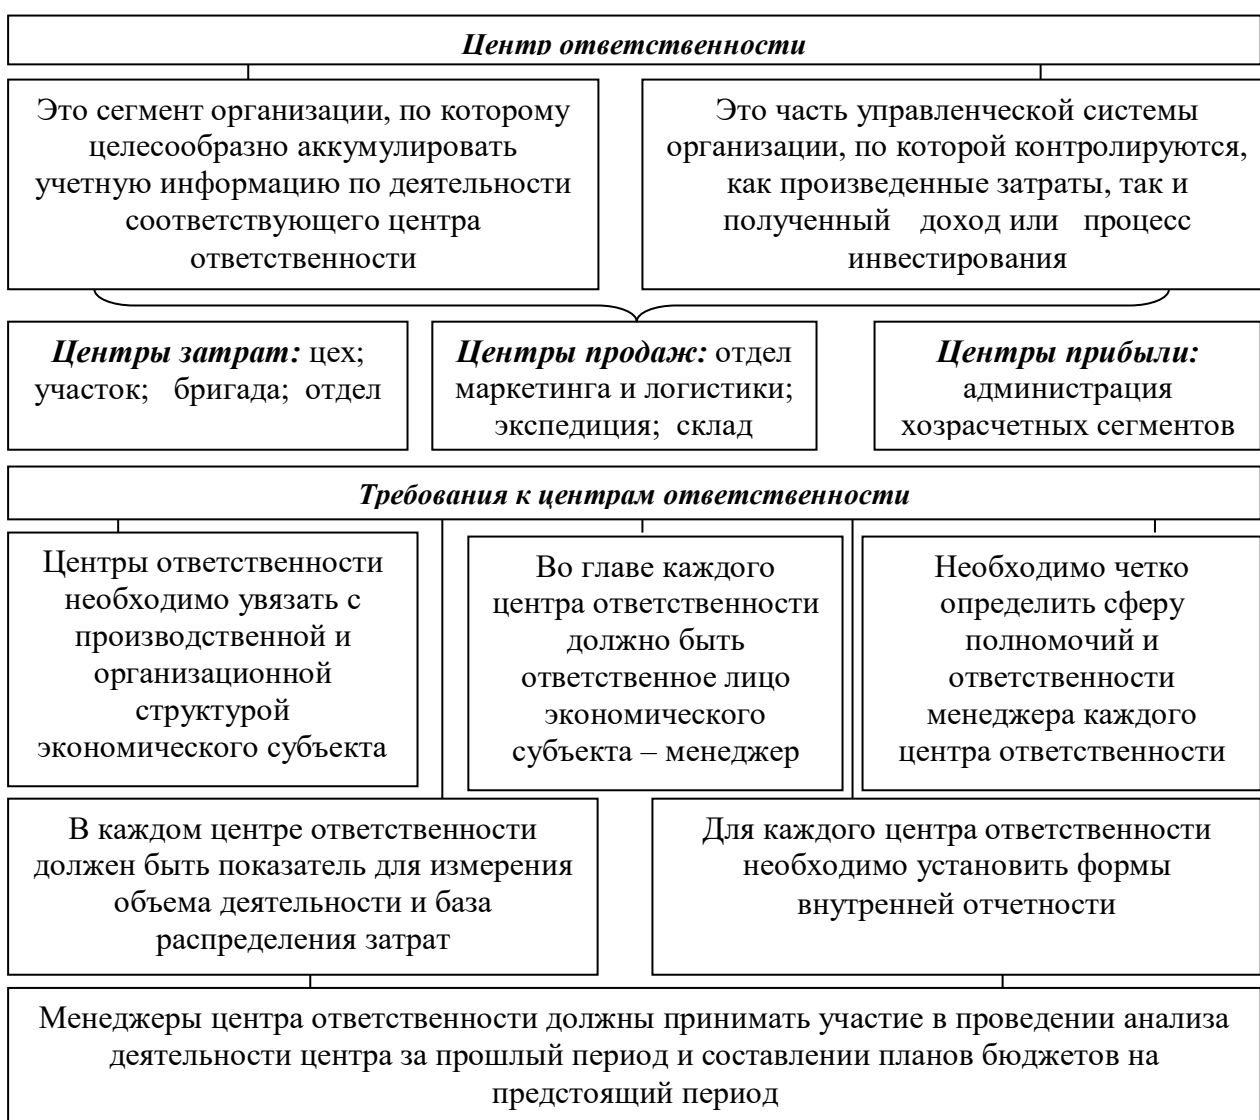 Центр ответственности
Это сегмент организации, по которому
целесообразно аккумулировать
учетную информацию по деятельности
соответствующего центра
ответственности
Это часть управленческой системы
организации, по которой контролируются,
как произведенные затраты, так и
полученный доход или процесс
инвестирования
Центры затрат: цех;
участок; бригада; отдел
Центры продаж: отдел
маркетинга и логистики;
экспедиция; склад
Центры прибыли:
администрация
хозрасчетных сегментов
Требования к центрам ответственности
Центры ответственности
необходимо увязать с
производственной и
организационной
структурой
экономического субъекта
Во главе каждого
центра ответственности
должно быть
ответственное лицо
экономического
субъекта – менеджер
Необходимо четко
определить сферу
полномочий и
ответственности
менеджера каждого
центра ответственности
В каждом центре ответственности
должен быть показатель для измерения
объема деятельности и база
распределения затрат
Для каждого центра ответственности
необходимо установить формы
внутренней отчетности
Менеджеры центра ответственности должны принимать участие в проведении анализа
деятельности центра за прошлый период и составлении планов бюджетов на
предстоящий период